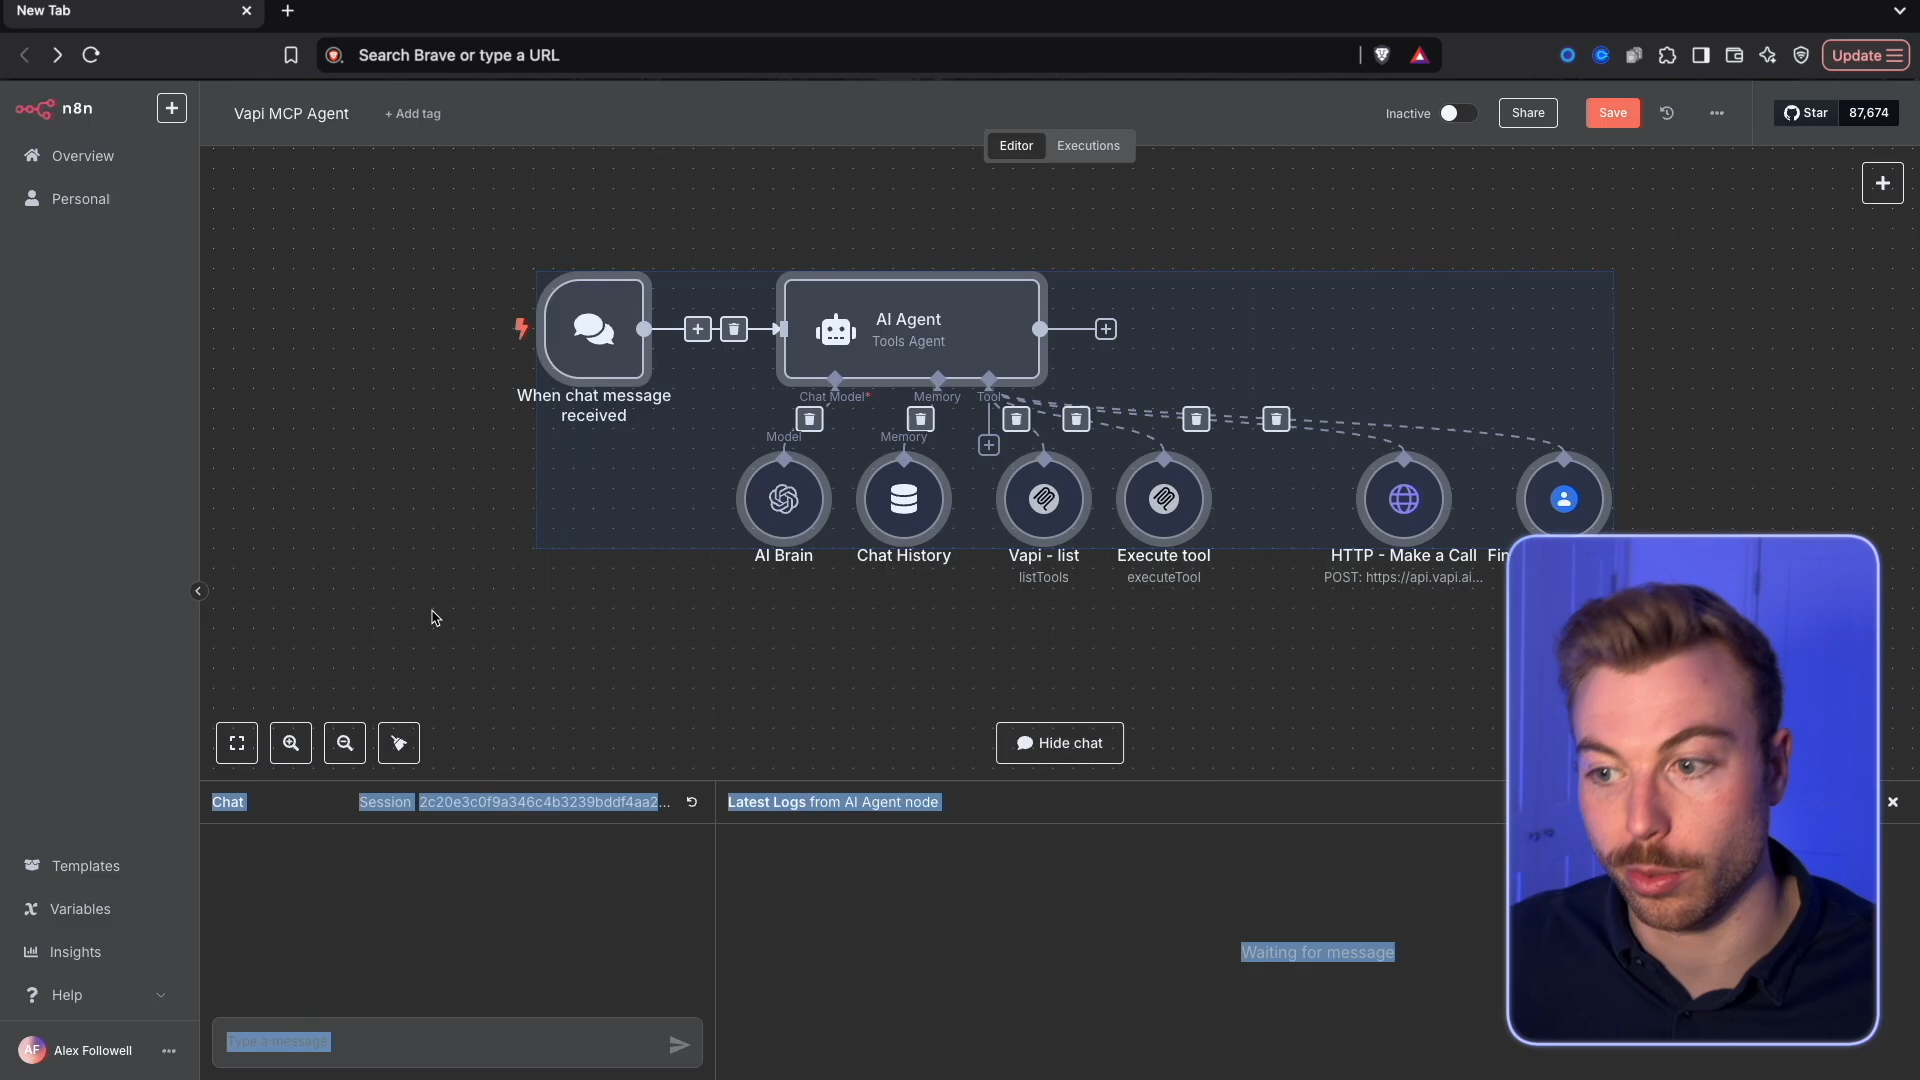 New Tab
Search Brave or type a URL
Update
n8n
Vapi MCP Agent
+ Add tag
Inactive
Share
Save
Star
87,674
Editor
Executions
Overview
Personal
AI Agent
Tools Agent
When chat message
received
Chat Model*
Memory
Tool
Model
Memory
AI Brain
Chat History
Vapi - list
listTools
Execute tool
executeTool
HTTP - Make a Call
POST: https://api.vapi.ai...
Hide chat
Chat
Session
2c20e3c0f9a346c4b3239bddf4aa2...
Latest Logs from AI Agent node
Waiting for message
Templates
Variables
Insights
Help
AF
Alex Followell
Type a message